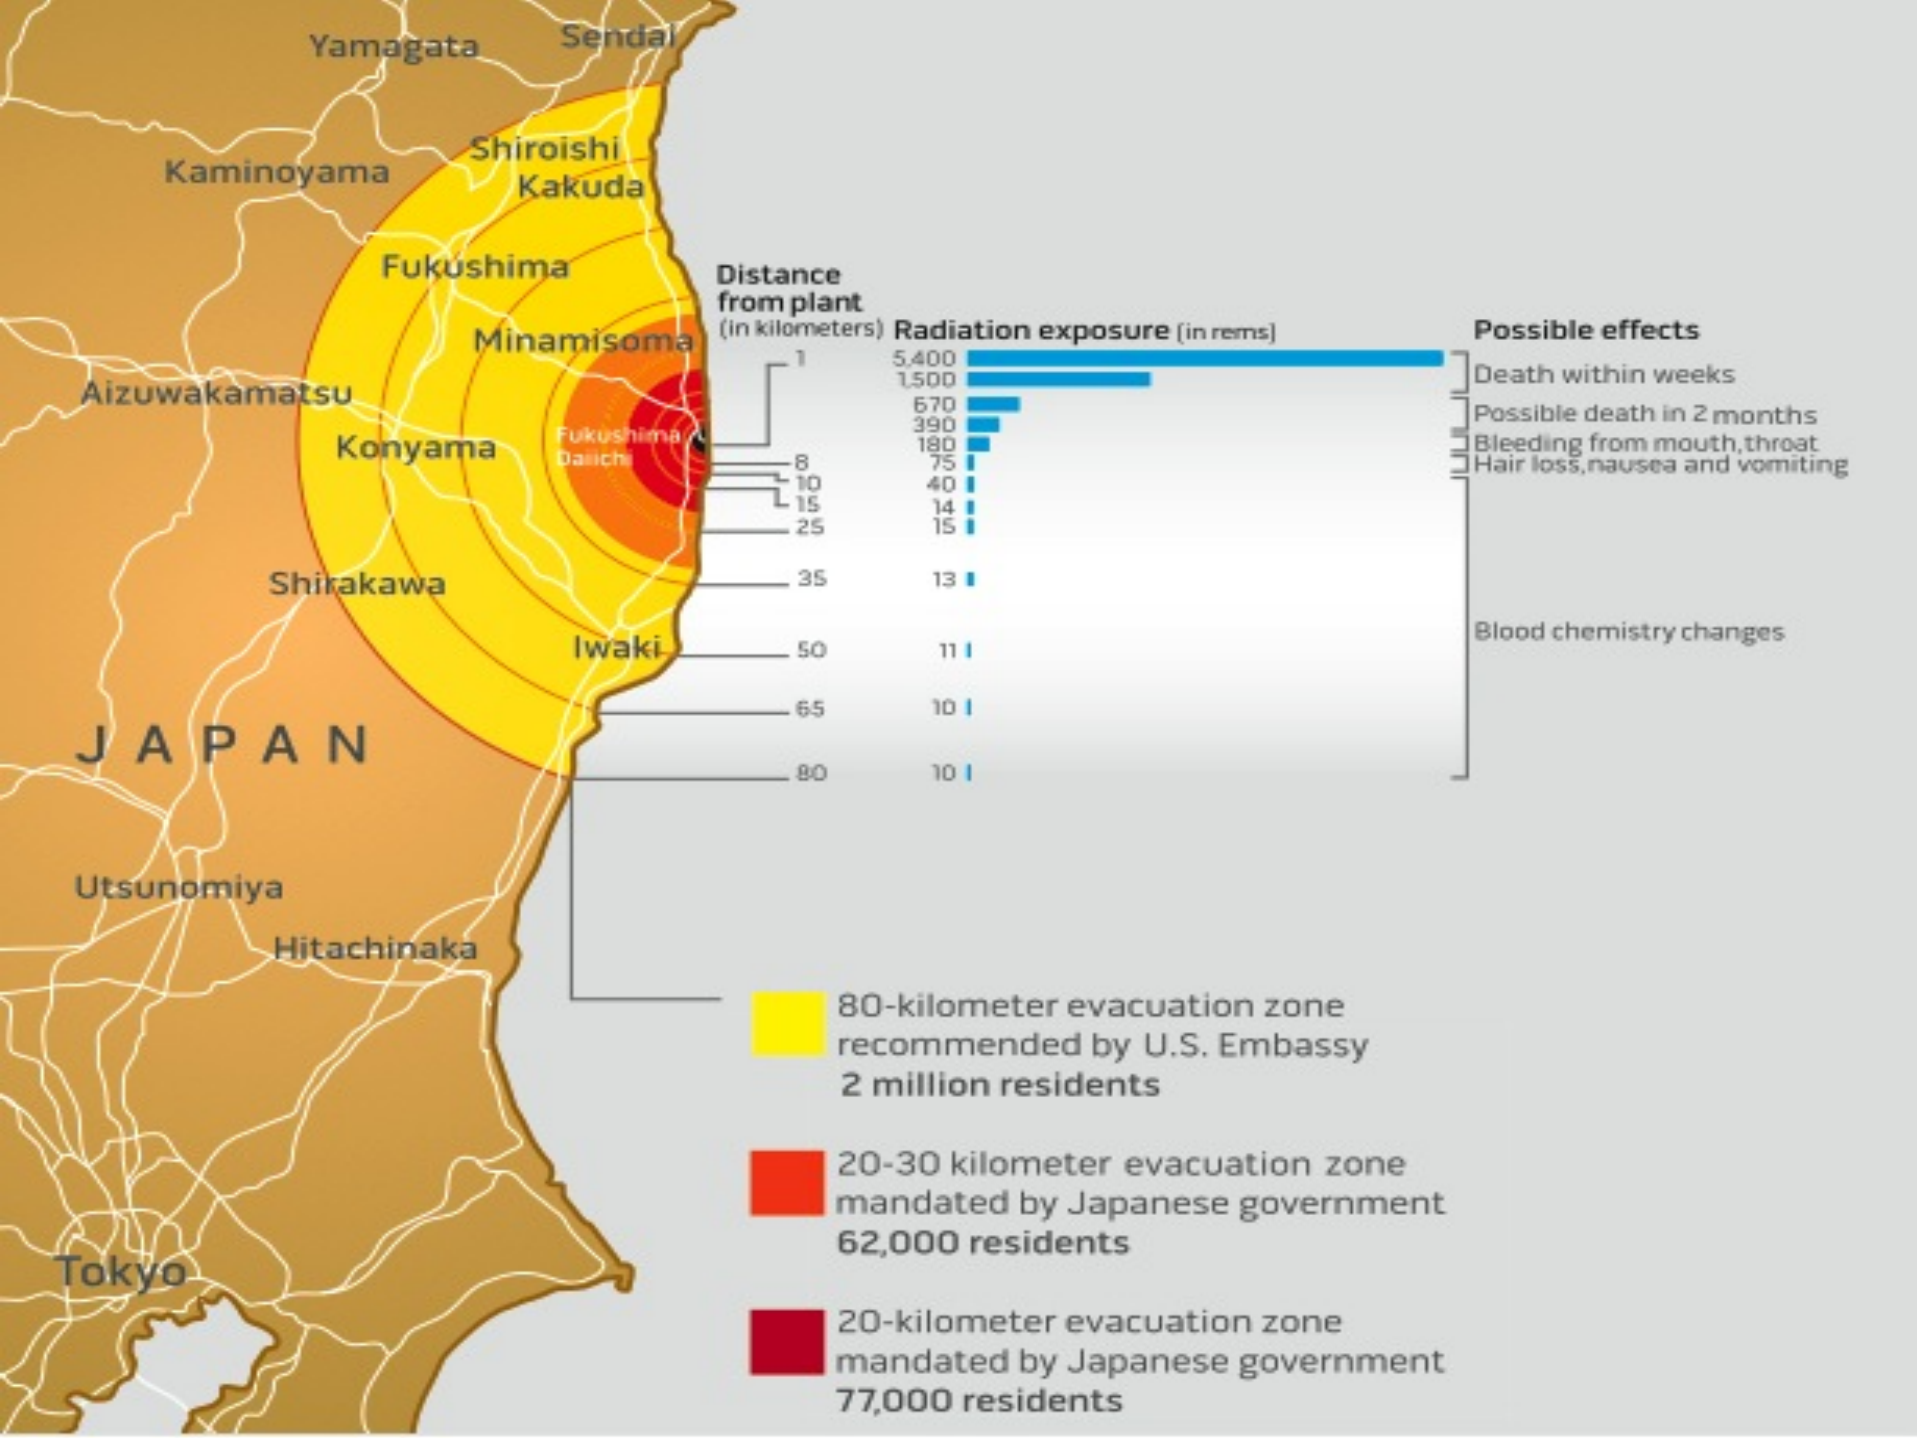 Yamagata
Sendai
Shiroishi
Kakuda
Kaminoyama
Fukushima
Minamisoma
Aizuwakamatsu
Konyama
Fukushima
Daiichi
Shirakawa
Iwaki
JAPAN
Utsunomiya
Hitachinaka
Tokyo
Distance
from plant
(in kilometers)
1
8
10
15
25
35
50
65
80
Radiation exposure (in rems)
5,400
1,500
670
390
180
75
40
14
15
13
11
10
10
Possible effects
Death within weeks
Possible death in 2 months
Bleeding from mouth,throat
Hair loss,nausea and vomiting
Blood chemistry changes
80-kilometer evacuation zone
recommended by U.S. Embassy
2 million residents
20-30 kilometer evacuation zone
mandated by Japanese government
62,000 residents
20-kilometer evacuation zone
mandated by Japanese government
77,000 residents